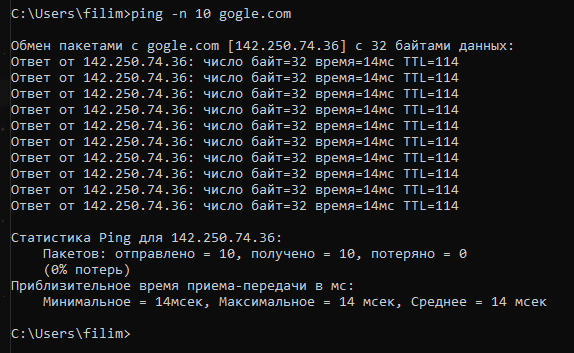 C:\Users\filim>ping -n 10 gogle.com
Обмен пакетами с gogle.com [142.250.74.36] с 32 байтами данных:
Ответ от 142.250.74.36: число байт=32 время=14мс TTL=114
Ответ от 142.250.74.36: число байт=32 время=14мс TTL=114
Ответ от 142.250.74.36: число байт=32 время=14мс TTL=114
Ответ от 142.250.74.36: число байт=32 время=14мс TTL=114
Ответ от 142.250.74.36: число байт=32 время=14мс TTL=114
Ответ от 142.250.74.36: число байт=32 время=14мс TTL=114
Ответ от 142.250.74.36: число байт=32 время=14мс TTL=114
Ответ от 142.250.74.36: число байт=32 время=14мс TTL=114
Ответ от 142.250.74.36: число байт=32 время=14мс TTL=114
Ответ от 142.250.74.36: число байт=32 время=14мс TTL=114
Статистика Ping для 142.250.74.36:
Пакетов: отправлено = 10, получено = 10, потеряно = 0
(0% потерь)
Приблизительное время приема-передачи в мс:
Минимальное = 14мсек, Максимальное = 14 мсек, Среднее = 14 мсек
C:\Users\filim>